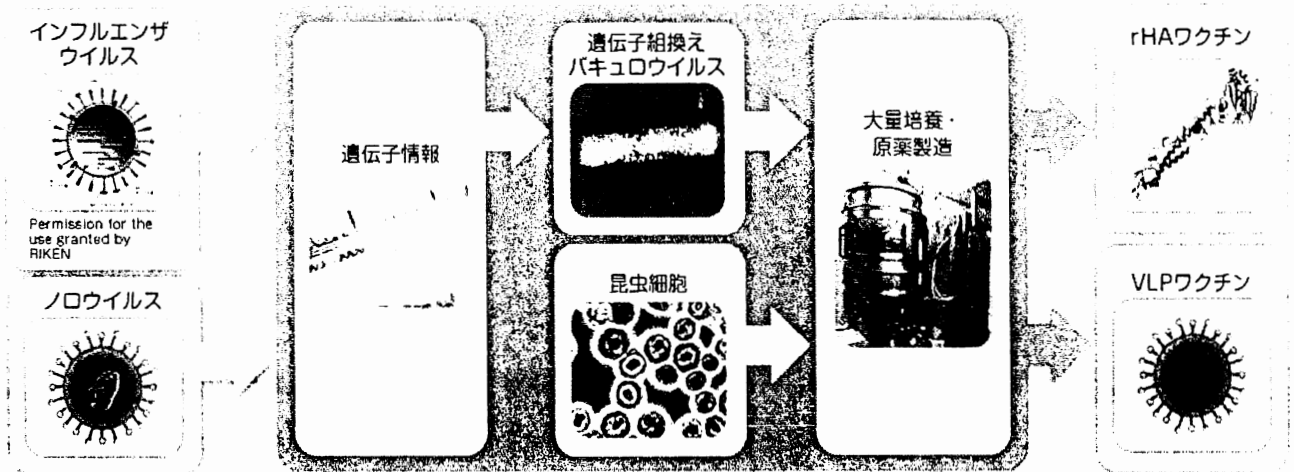 インフルエンザ
ウイルス
Permission for the
use granted by
RIKEN
ノロウイルス
遺伝子情報
遺伝子組換え
バキュロウイルス
昆虫細胞
大量培養・
原薬製造
rHAワクチン
VLPワクチン